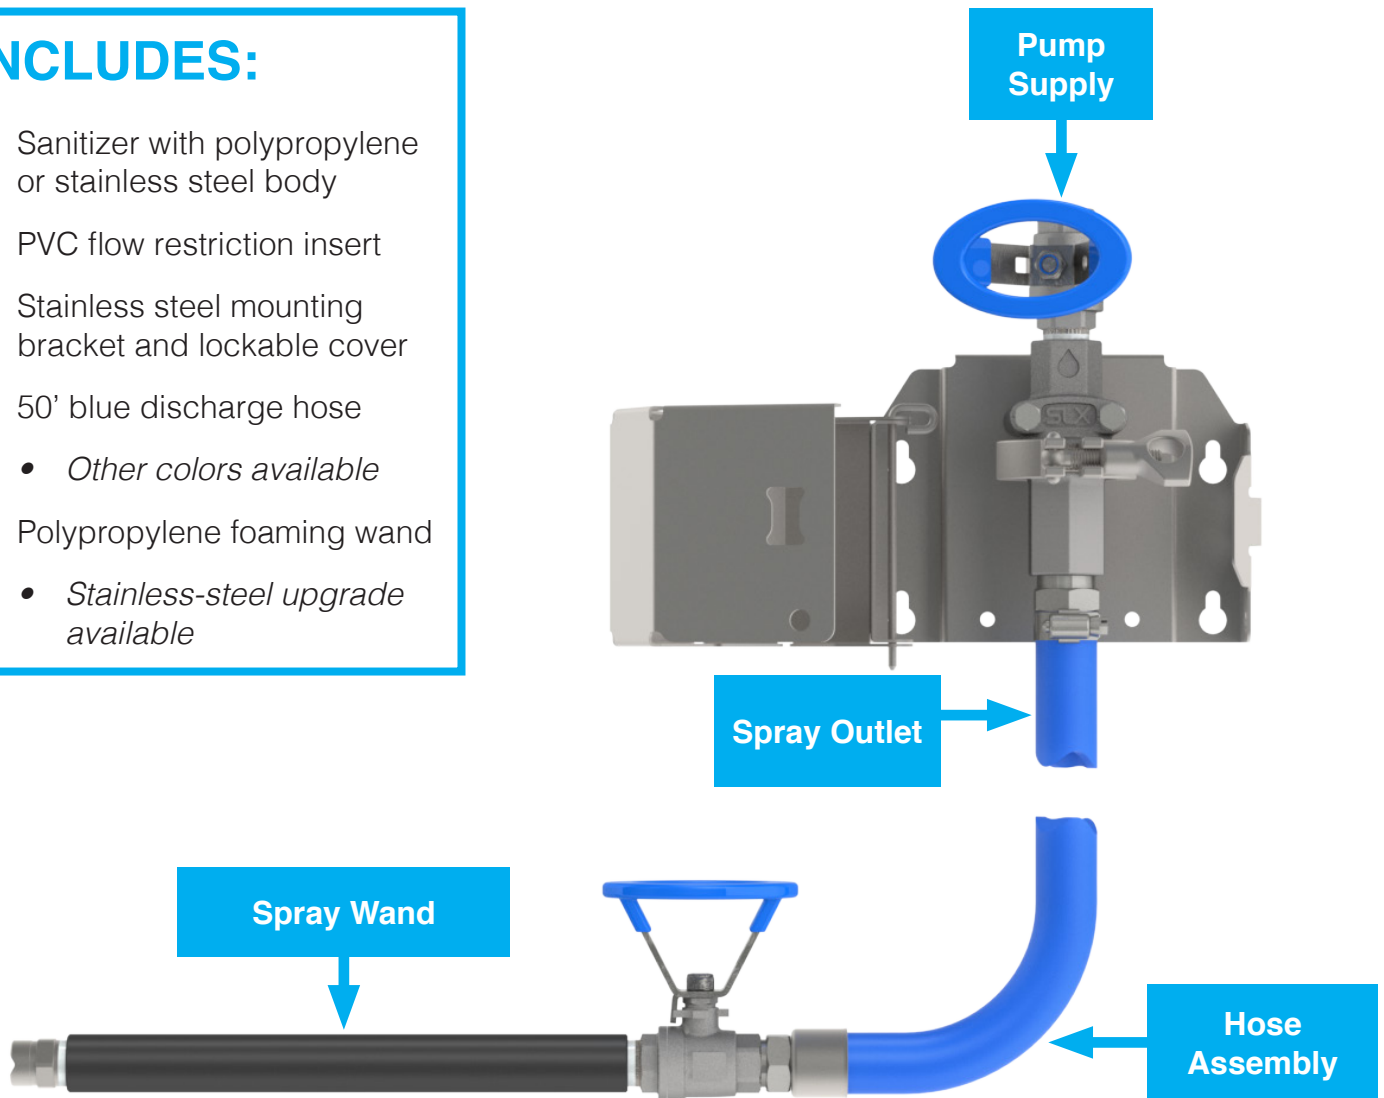 NCLUDES:
Sanitizer with polypropylene
or stainless steel body
PVC flow restriction insert
Stainless steel mounting
bracket and lockable cover
50’ blue discharge hose
• Other colors available
Polypropylene foaming wand
• Stainless-steel upgrade
available
Pump
Supply
SLX
Spray Outlet
Spray Wand
Hose
Assembly